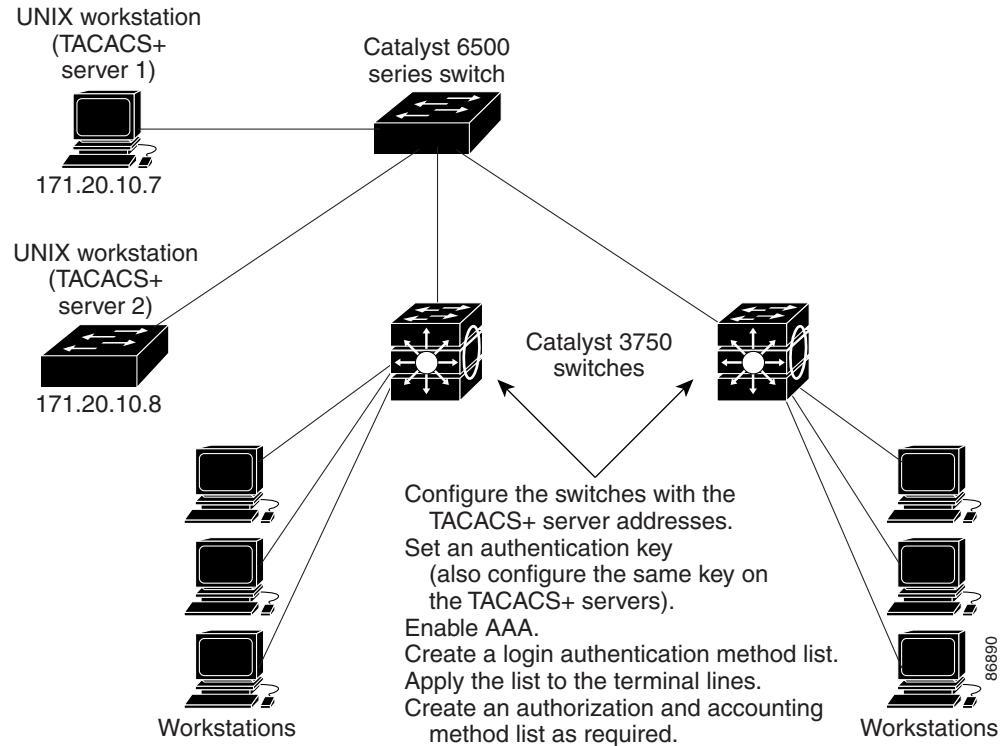 UNIX workstation
(TACACS+
server 1)
Catalyst 6500
series switch
171.20.10.7
UNIX workstation
(TACACS+
server 2)
171.20.10.8
Catalyst 3750
switches
Configure the switches with the
TACACS+ server addresses.
Set an authentication key
(also configure the same key on
the TACACS+ servers).
Enable AAA.
Create a login authentication method list.
Apply the list to the terminal lines.
Create an authorization and accounting
method list as required.
Workstations
Workstations
86890